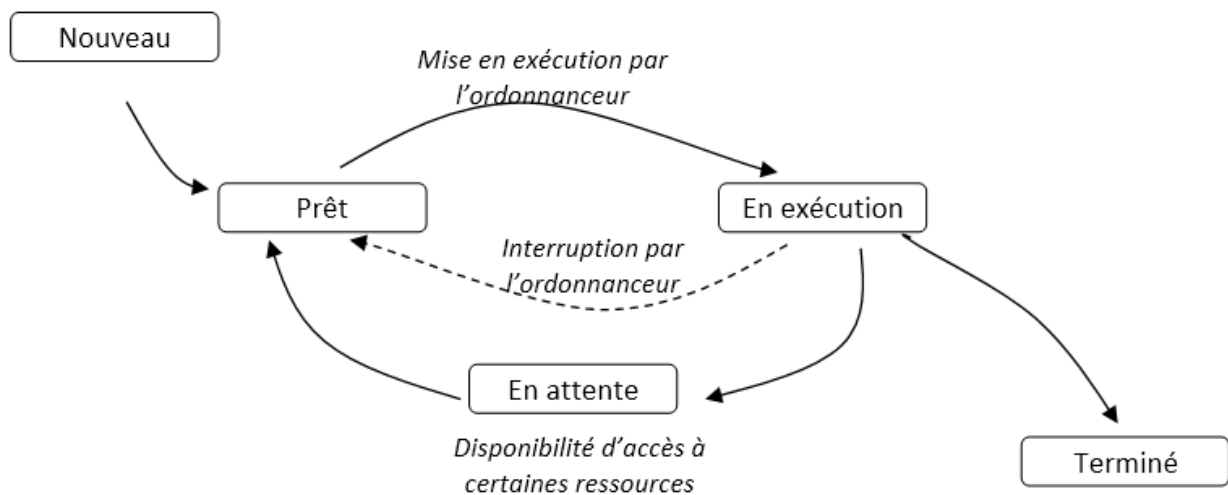 Nouveau
Mise en exécution par
l’ordonnanceur
Prêt
En exécution
Interruption par
l’ordonnanceur
En attente
Disponibilité d’accès à
certaines ressources
Terminé